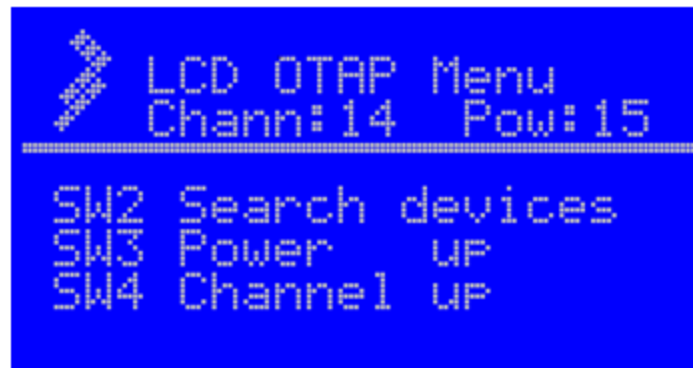 LCD OTAP Menu
Chann:14 Pow:15
SW2 Search devices
SW3 Power up
SW4 Channel up